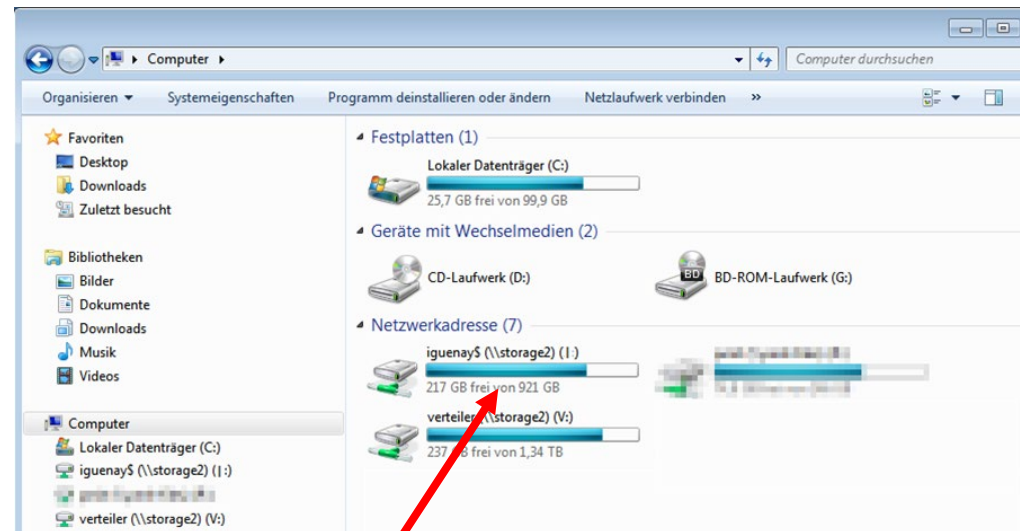 Computer
Computer durchsuchen
Organisieren
Systemeigenschaften
Programm deinstallieren oder ändern
Netzlaufwerk verbinden
»
Favoriten
Desktop
Downloads
Zuletzt besucht
Bibliotheken
Bilder
Dokumente
Downloads
Musik
Videos
Computer
Lokaler Datenträger (C:)
iguenay$ (\\storage2) (I:)
verteiler (\\storage2) (V:)
Festplatten (1)
Lokaler Datenträger (C:)
25,7 GB frei von 99,9 GB
Geräte mit Wechselmedien (2)
CD-Laufwerk (D:)
BD
BD-ROM-Laufwerk (G:)
Netzwerkadresse (7)
iguenay$ (\\storage2) (I:)
217 GB frei von 921 GB
verteiler (\\storage2) (V:)
237 GB frei von 1,34 TB